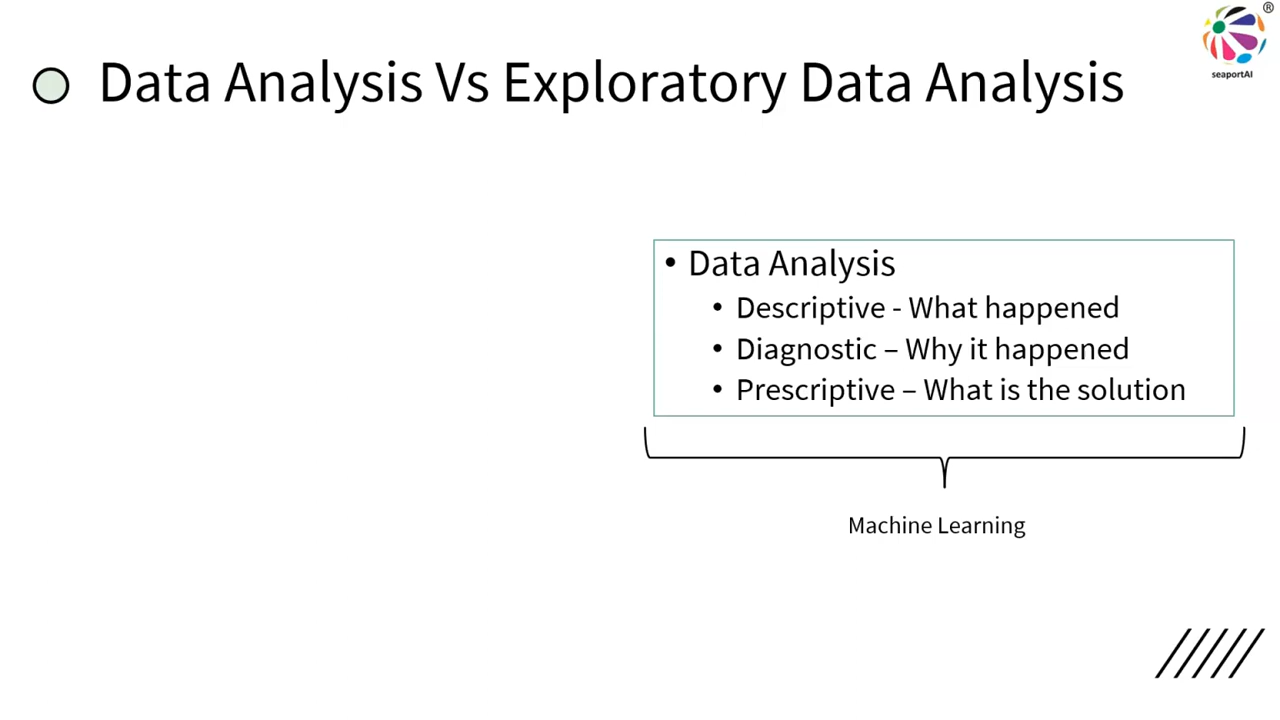 ®
seaportAI
Data Analysis Vs Exploratory Data Analysis
• Data Analysis
• Descriptive - What happened
• Diagnostic – Why it happened
• Prescriptive – What is the solution
Machine Learning